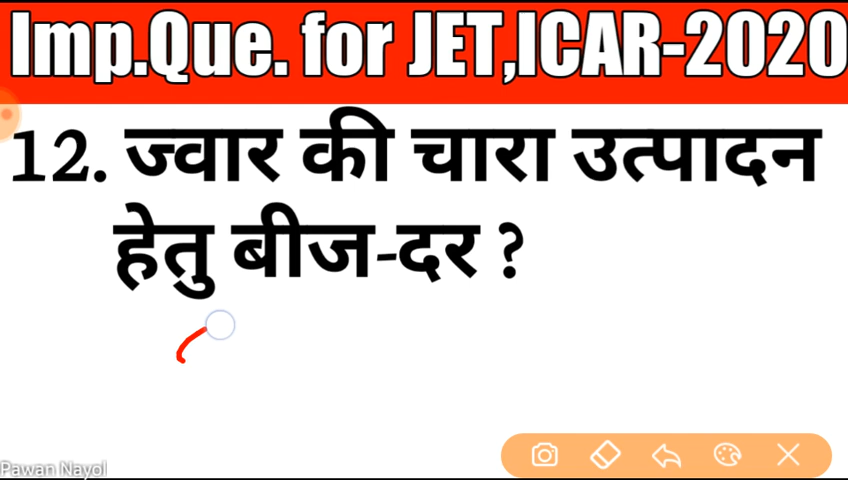 Imp.Que. for JET,ICAR-2020
12. ज्वार की चारा उत्पादन
हेतु बीज-दर ?
Pawan Nayol